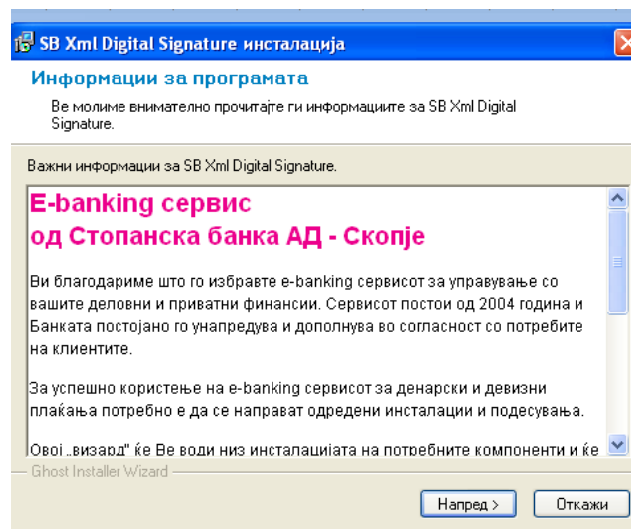 SB Xml Digital Signature инсталација
Информации за програмата
Ве молиме внимателно прочитајте ги информациите за SB Xml Digital
Signature.
Важни информации за SB Xml Digital Signature.
E-banking сервис
од Стопанска банка АД - Скопје
Ви благодариме што го избравте e-banking сервисот за управување со
вашите деловни и приватни финансии. Сервисот постои од 2004 година и
Банката постојано го унапредува и дополнува во согласност со потребите
на клиентите.
За успешно користење на e-banking сервисот за денарски и девизни
плаќања потребно е да се направат одредени инсталации и подесувања.
Овој „визард" ќе Ве води низ инсталацијата на потребните компоненти и ќе
Ghost Installer Wizard
Напред >
Откажи